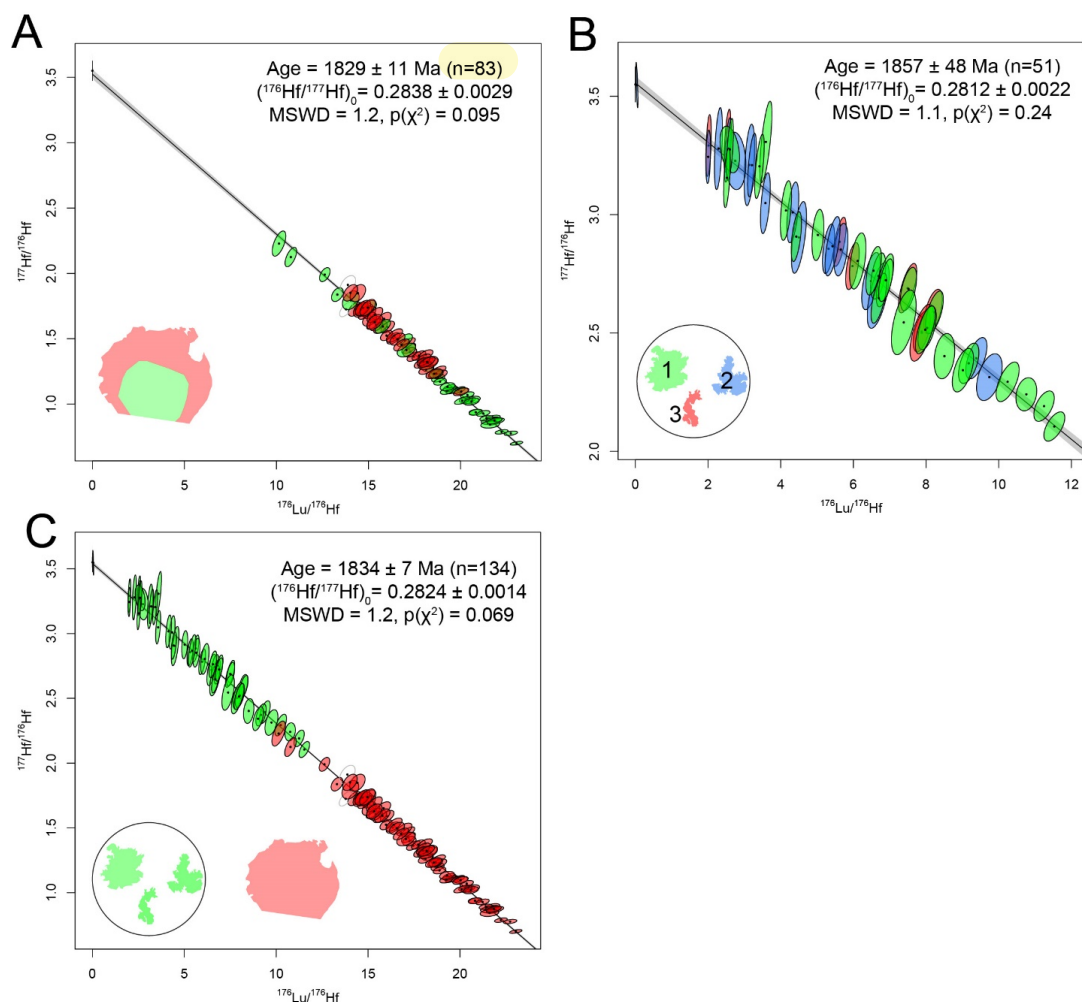 A
Age = 1829 ± 11 Ma (n=83)
(¹⁷⁶Hf/¹⁷⁷Hf)₀= 0.2838 ± 0.0029
MSWD = 1.2, p(χ²) = 0.095
3.5
3.0
2.5
2.0
1.5
1.0
¹⁷⁷Hf/¹⁷⁶Hf
0 5 10 15 20
¹⁷⁶Lu/¹⁷⁶Hf
B
Age = 1857 ± 48 Ma (n=51)
(¹⁷⁶Hf/¹⁷⁷Hf)₀= 0.2812 ± 0.0022
MSWD = 1.1, p(χ²) = 0.24
3.5
3.0
2.5
2.0
¹⁷⁷Hf/¹⁷⁶Hf
1 2
3
0 2 4 6 8 10 12
¹⁷⁶Lu/¹⁷⁶Hf
C
Age = 1834 ± 7 Ma (n=134)
(¹⁷⁶Hf/¹⁷⁷Hf)₀= 0.2824 ± 0.0014
MSWD = 1.2, p(χ²) = 0.069
3.5
3.0
2.5
2.0
1.5
1.0
¹⁷⁷Hf/¹⁷⁶Hf
0 5 10 15 20
¹⁷⁶Lu/¹⁷⁶Hf